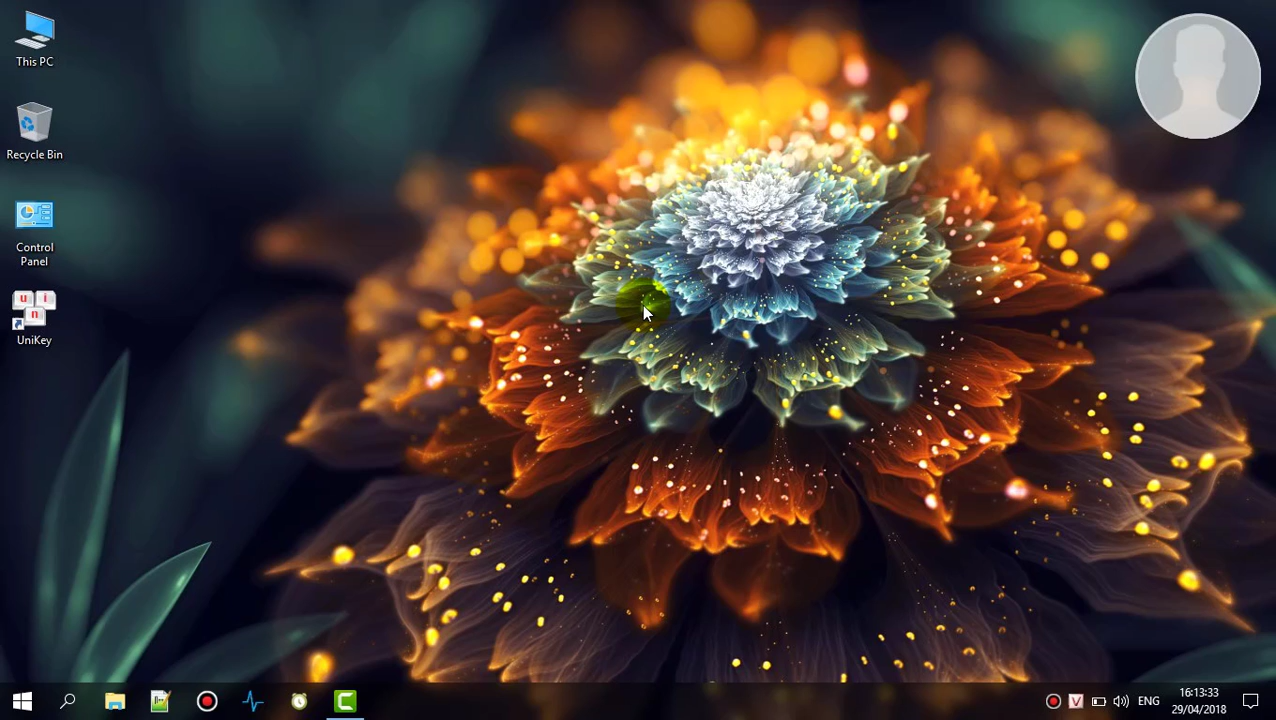 This PC
Recycle Bin
Control
Panel
u i
n
UniKey
V
ENG
16:13:33
29/04/2018